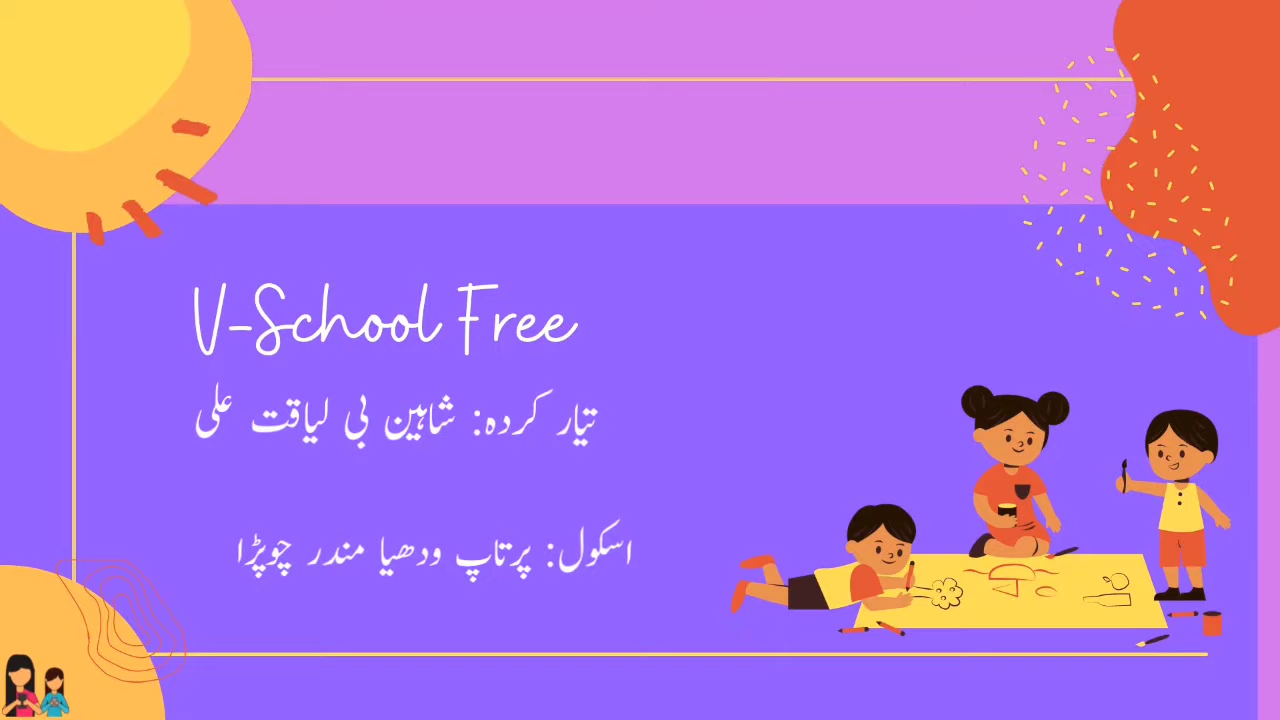 V-School Free
تیار کردہ: شاہین بی لیاقت علی
اسکول: پرتاپ ودھیا مندر چوپڑا